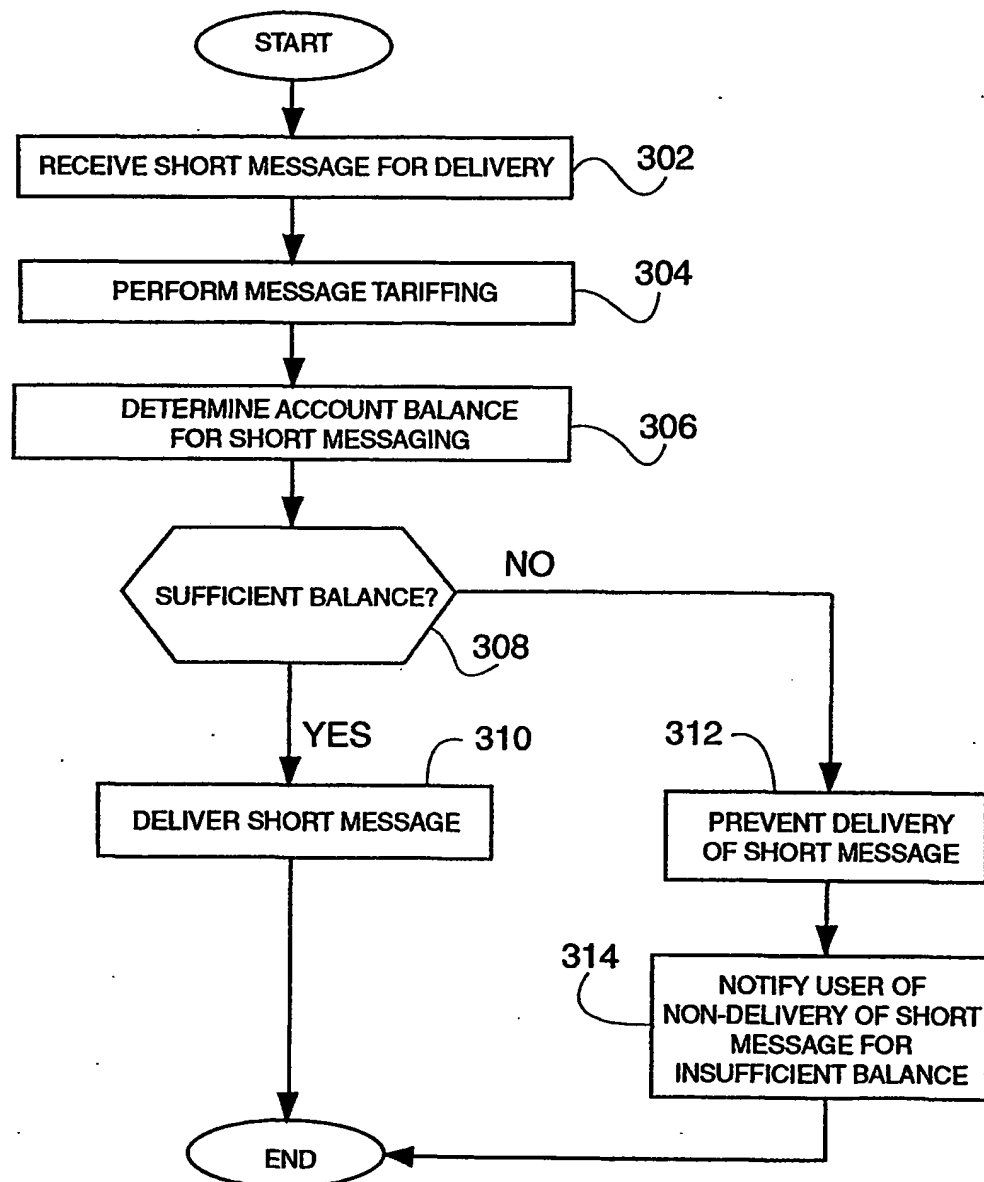 START
RECEIVE SHORT MESSAGE FOR DELIVERY
302
PERFORM MESSAGE TARIFFING
304
DETERMINE ACCOUNT BALANCE
FOR SHORT MESSAGING
306
SUFFICIENT BALANCE?
NO
308
YES
310
DELIVER SHORT MESSAGE
312
PREVENT DELIVERY
OF SHORT MESSAGE
314
NOTIFY USER OF
NON-DELIVERY OF SHORT
MESSAGE FOR
INSUFFICIENT BALANCE
END